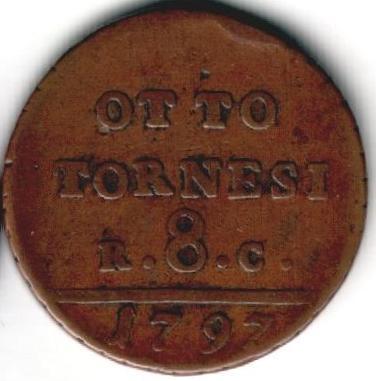 OTTO
TORNESI
R. 8. C.
1797